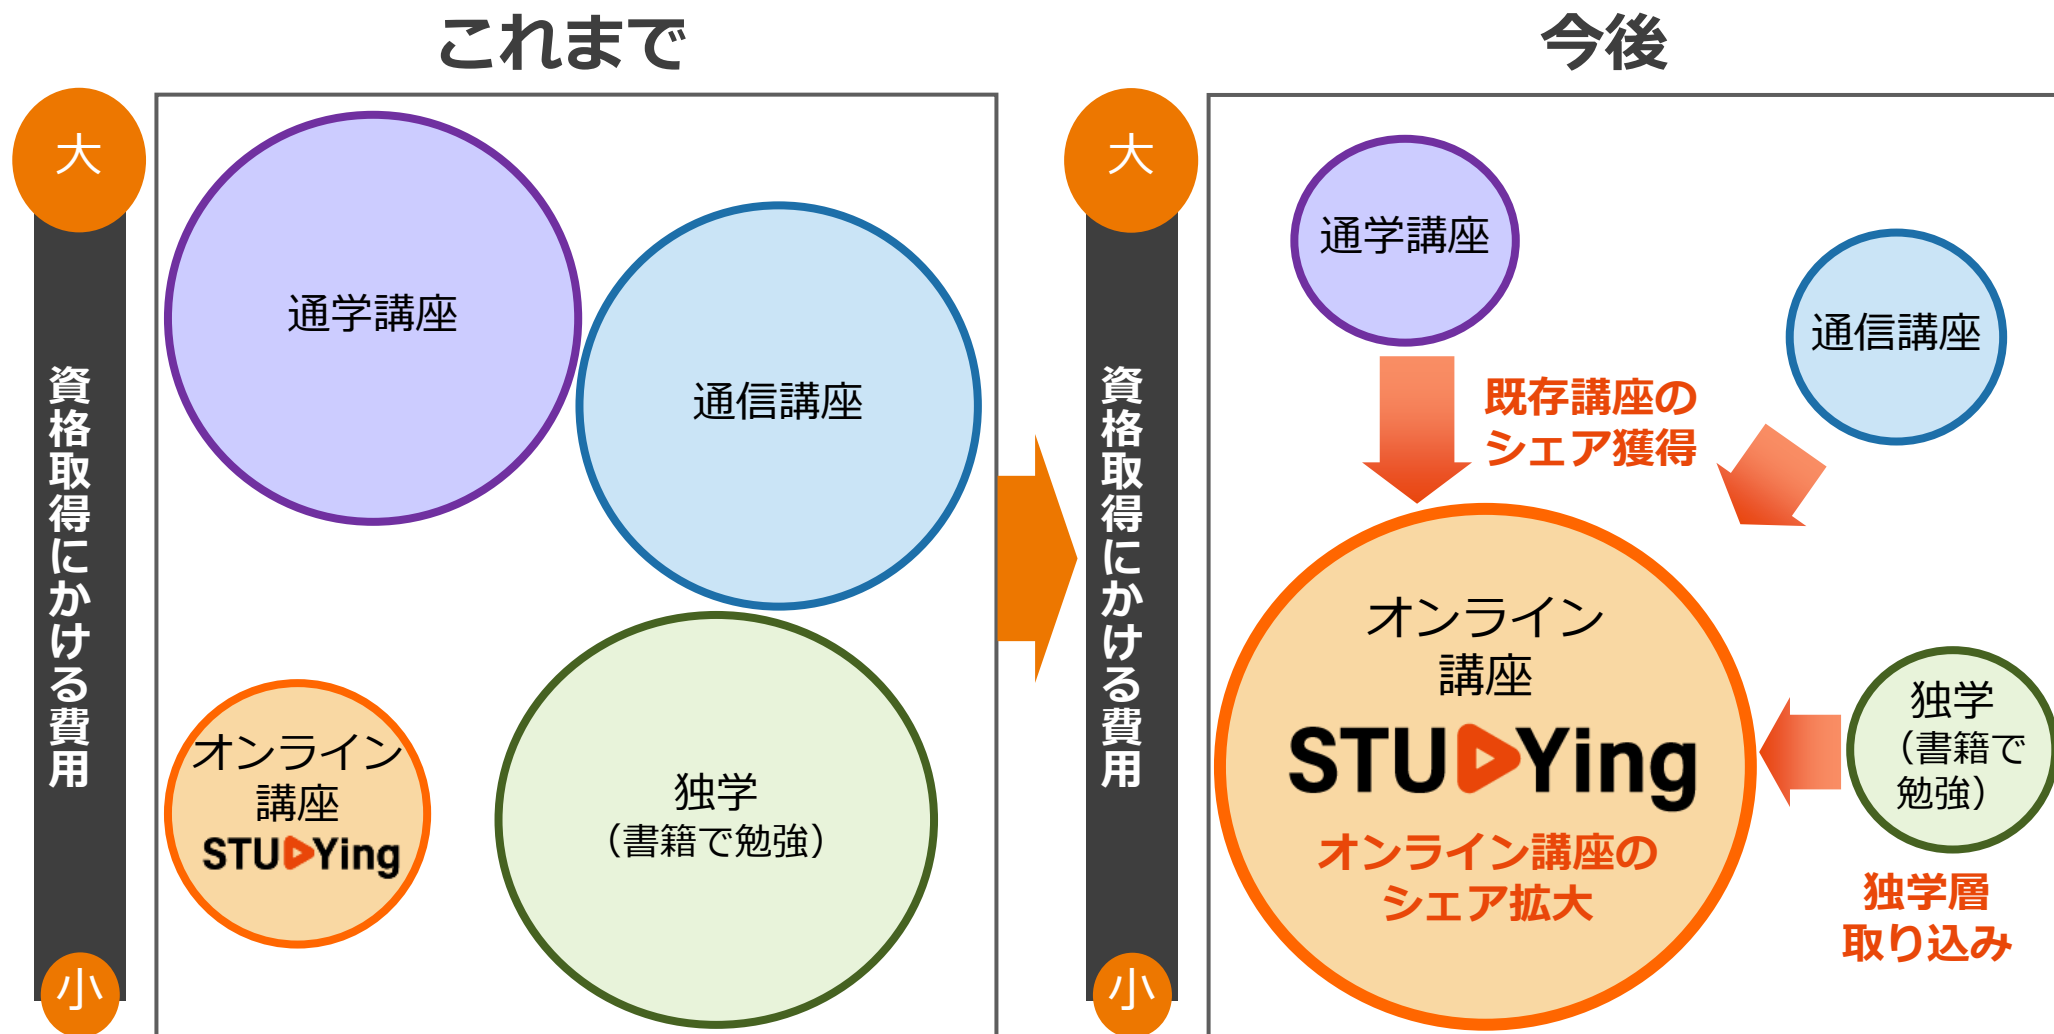 これまで
大
資格取得にかける費用
小
通学講座
通信講座
オンライン
講座
STUDYing
独学
（書籍で勉強）
今後
大
資格取得にかける費用
小
通学講座
通信講座
既存講座の
シェア獲得
オンライン
講座
STUDYing
オンライン講座の
シェア拡大
独学
（書籍で
勉強）
独学層
取り込み